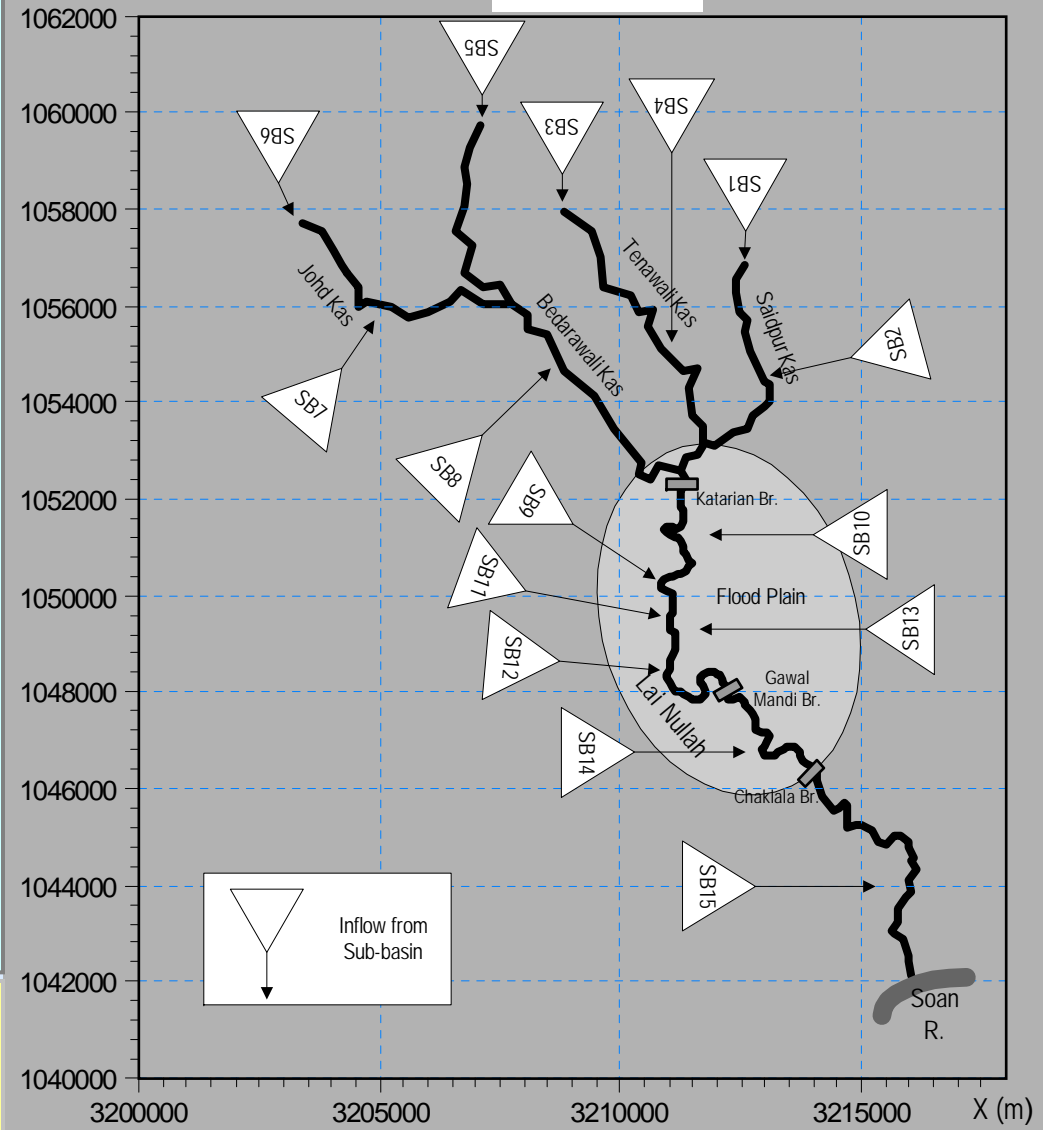 1062000
1060000
1058000
1056000
1054000
1052000
1050000
1048000
1046000
1044000
1042000
1040000
3200000
3205000
3210000
3215000
X (m)
SB5
SB4
SB3
SB6
SB1
SB2
Johd Kas
Bedarawali Kas
Tenawali Kas
Saidpur Kas
SB7
SB8
SB9
Katarian Br.
SB10
SB11
Flood Plain
SB13
SB12
Gawal
Mandi Br.
Lai Nullah
SB14
Chaklala Br.
SB15
Inflow from
Sub-basin
Soan
R.